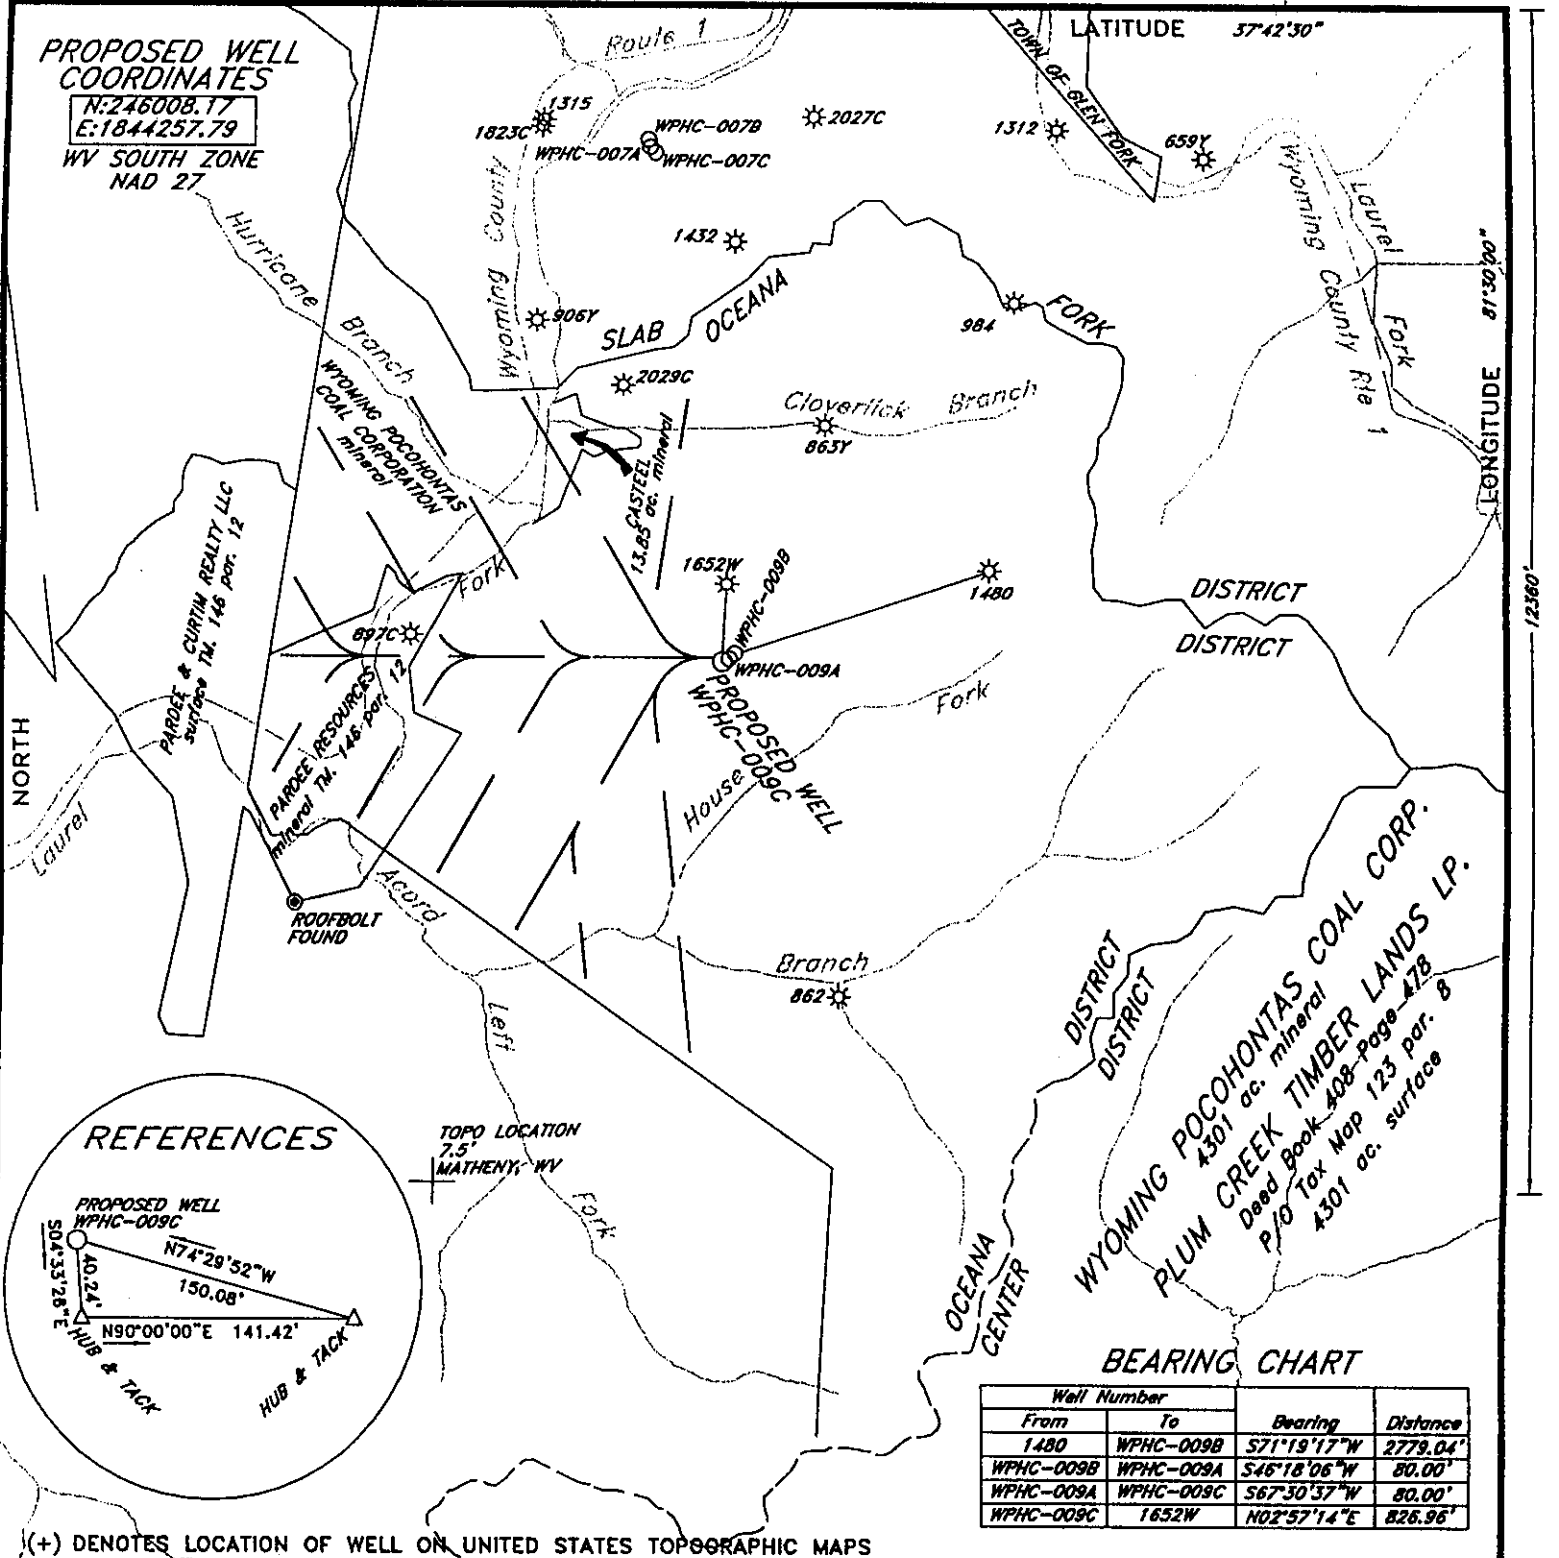 LATITUDE 37°42'30"
PROPOSED WELL
COORDINATES
N:246008.17
E:1844257.79
WV SOUTH ZONE
NAD 27
Route 1
TOWN OF GLEN FORK
1315
1823C
WPHC-007B
WPHC-007A
WPHC-007C
2027C
1312
659Y
Wyoming County
Hurricane Branch
1432
906Y
SLAB FORK
OCEANA
984
2029C
Cloverlick Branch
863Y
Wyoming County Rte 1
Laurel Fork
LONGITUDE 81°30'00"
12360'
WYOMING POCOHONTAS
COAL CORPORATION
mineral
CASTEEL
13.85 ac. mineral
PARDEE & CURTIM REALTY LLC
surface TM. 146 par. 12
Fork
1652W
WPHC-009B
1480
897C
WPHC-009A
PROPOSED WELL
WPHC-009C
DISTRICT
DISTRICT
PARDEE RESOURCES
mineral TM. 146 par. 12
House Fork
NORTH
Laurel
Acord
ROOFBOLT
FOUND
Branch
862
Left
Fork
DISTRICT
DISTRICT
OCEANA
CENTER
WYOMING POCOHONTAS COAL CORP.
4301 ac. mineral
PLUM CREEK TIMBER LANDS LP.
Deed Book 408-Page-478
P/O Tax Map 123 par. 8
4301 ac. surface
TOPO LOCATION
7.5'
MATHENY, WV
REFERENCES
PROPOSED WELL
WPHC-009C
N74°29'52"W
150.08'
S04°33'28"E
40.24'
N90°00'00"E 141.42'
HUB & TACK
HUB & TACK
BEARING CHART
Well Number
From To Bearing Distance
1480 WPHC-009B S71°19'17"W 2779.04'
WPHC-009B WPHC-009A S46°18'06"W 80.00'
WPHC-009A WPHC-009C S67°30'37"W 80.00'
WPHC-009C 1652W N02°57'14"E 826.96'
(+) DENOTES LOCATION OF WELL ON UNITED STATES TOPOGRAPHIC MAPS